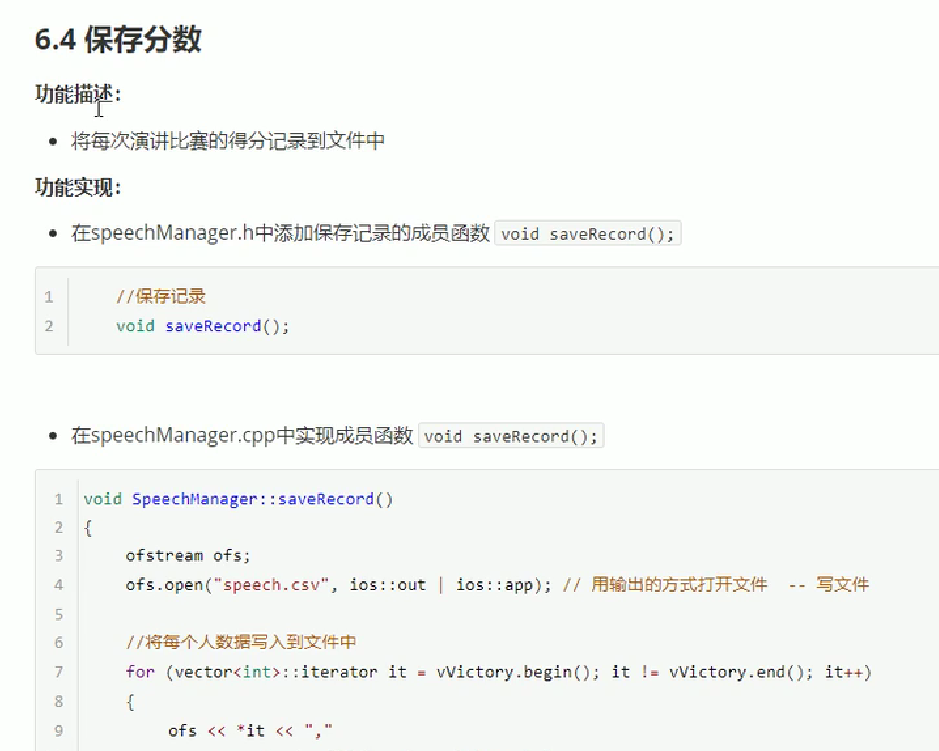 6.4 保存分数
功能描述：
将每次演讲比赛的得分记录到文件中
功能实现：
在speechManager.h中添加保存记录的成员函数 void saveRecord();
1 //保存记录
2 void saveRecord();
在speechManager.cpp中实现成员函数 void saveRecord();
1 void SpeechManager::saveRecord()
2 {
3 ofstream ofs;
4 ofs.open("speech.csv", ios::out | ios::app); // 用输出的方式打开文件 -- 写文件
5
6 //将每个人数据写入到文件中
7 for (vector<int>::iterator it = vVictory.begin(); it != vVictory.end(); it++)
8 {
9 ofs << *it << ","